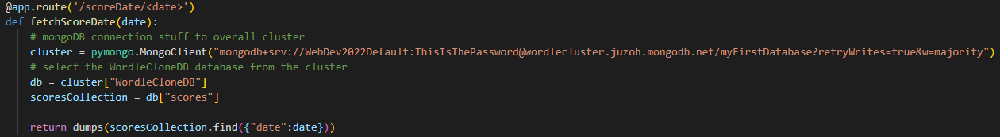 @app.route('/scoreDate/<date>')
def fetchScoreDate(date):
    # mongoDB connection stuff to overall cluster
    cluster = pymongo.MongoClient("mongodb+srv://WebDev2022Default:ThisIsThePassword@wordlecluster.juzoh.mongodb.net/myFirstDatabase?retryWrites=true&w=majority")
    # select the WordleCloneDB database from the cluster
    db = cluster["WordleCloneDB"]
    scoresCollection = db["scores"]

    return dumps(scoresCollection.find({"date":date}))